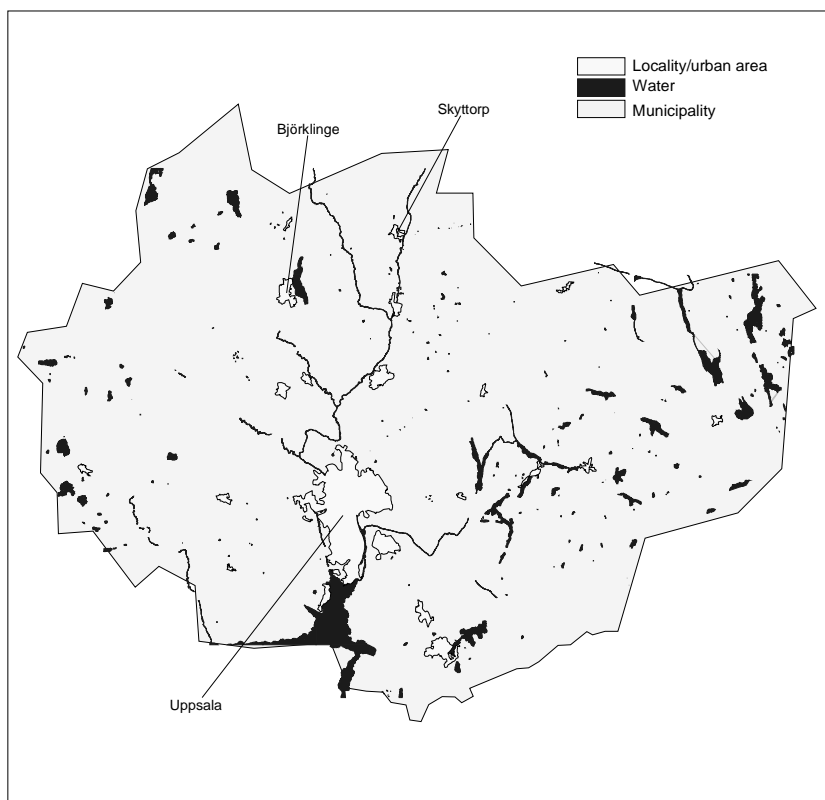 Locality/urban area
Water
Municipality
Skyttorp
Björklinge
Uppsala